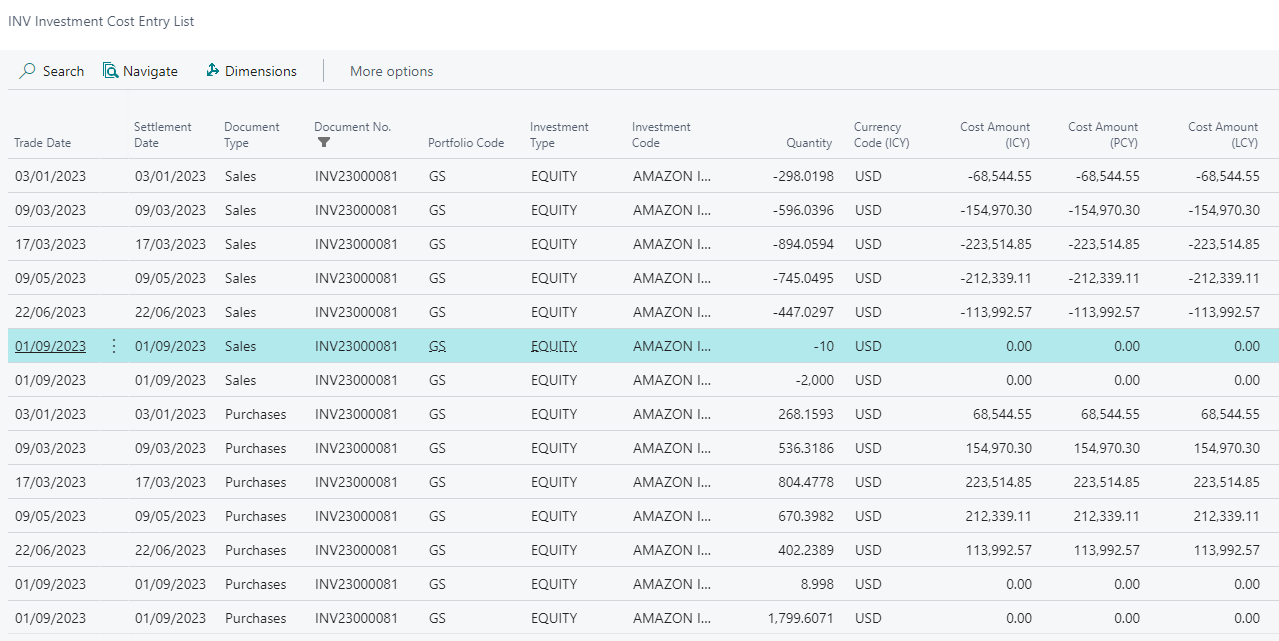 INV Investment Cost Entry List
Search Navigate Dimensions More options
Trade Date Settlement Date Document Type Document No. Portfolio Code Investment Type Investment Code Quantity Currency Code (ICY) Cost Amount (ICY) Cost Amount (PCY) Cost Amount (LCY)
03/01/2023 03/01/2023 Sales INV23000081 GS EQUITY AMAZON I... -298.0198 USD -68,544.55 -68,544.55 -68,544.55
09/03/2023 09/03/2023 Sales INV23000081 GS EQUITY AMAZON I... -596.0396 USD -154,970.30 -154,970.30 -154,970.30
17/03/2023 17/03/2023 Sales INV23000081 GS EQUITY AMAZON I... -894.0594 USD -223,514.85 -223,514.85 -223,514.85
09/05/2023 09/05/2023 Sales INV23000081 GS EQUITY AMAZON I... -745.0495 USD -212,339.11 -212,339.11 -212,339.11
22/06/2023 22/06/2023 Sales INV23000081 GS EQUITY AMAZON I... -447.0297 USD -113,992.57 -113,992.57 -113,992.57
01/09/2023 01/09/2023 Sales INV23000081 GS EQUITY AMAZON I... -10 USD 0.00 0.00 0.00
01/09/2023 01/09/2023 Sales INV23000081 GS EQUITY AMAZON I... -2,000 USD 0.00 0.00 0.00
03/01/2023 03/01/2023 Purchases INV23000081 GS EQUITY AMAZON I... 268.1593 USD 68,544.55 68,544.55 68,544.55
09/03/2023 09/03/2023 Purchases INV23000081 GS EQUITY AMAZON I... 536.3186 USD 154,970.30 154,970.30 154,970.30
17/03/2023 17/03/2023 Purchases INV23000081 GS EQUITY AMAZON I... 804.4778 USD 223,514.85 223,514.85 223,514.85
09/05/2023 09/05/2023 Purchases INV23000081 GS EQUITY AMAZON I... 670.3982 USD 212,339.11 212,339.11 212,339.11
22/06/2023 22/06/2023 Purchases INV23000081 GS EQUITY AMAZON I... 402.2389 USD 113,992.57 113,992.57 113,992.57
01/09/2023 01/09/2023 Purchases INV23000081 GS EQUITY AMAZON I... 8.998 USD 0.00 0.00 0.00
01/09/2023 01/09/2023 Purchases INV23000081 GS EQUITY AMAZON I... 1,799.6071 USD 0.00 0.00 0.00